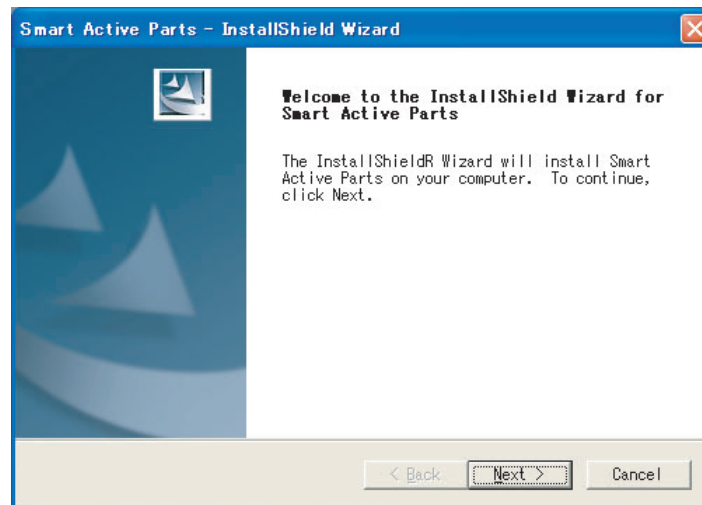 Smart Active Parts - InstallShield Wizard
Welcome to the InstallShield Wizard for
Smart Active Parts
The InstallShieldR Wizard will install Smart
Active Parts on your computer.  To continue,
click Next.
< Back
Next >
Cancel